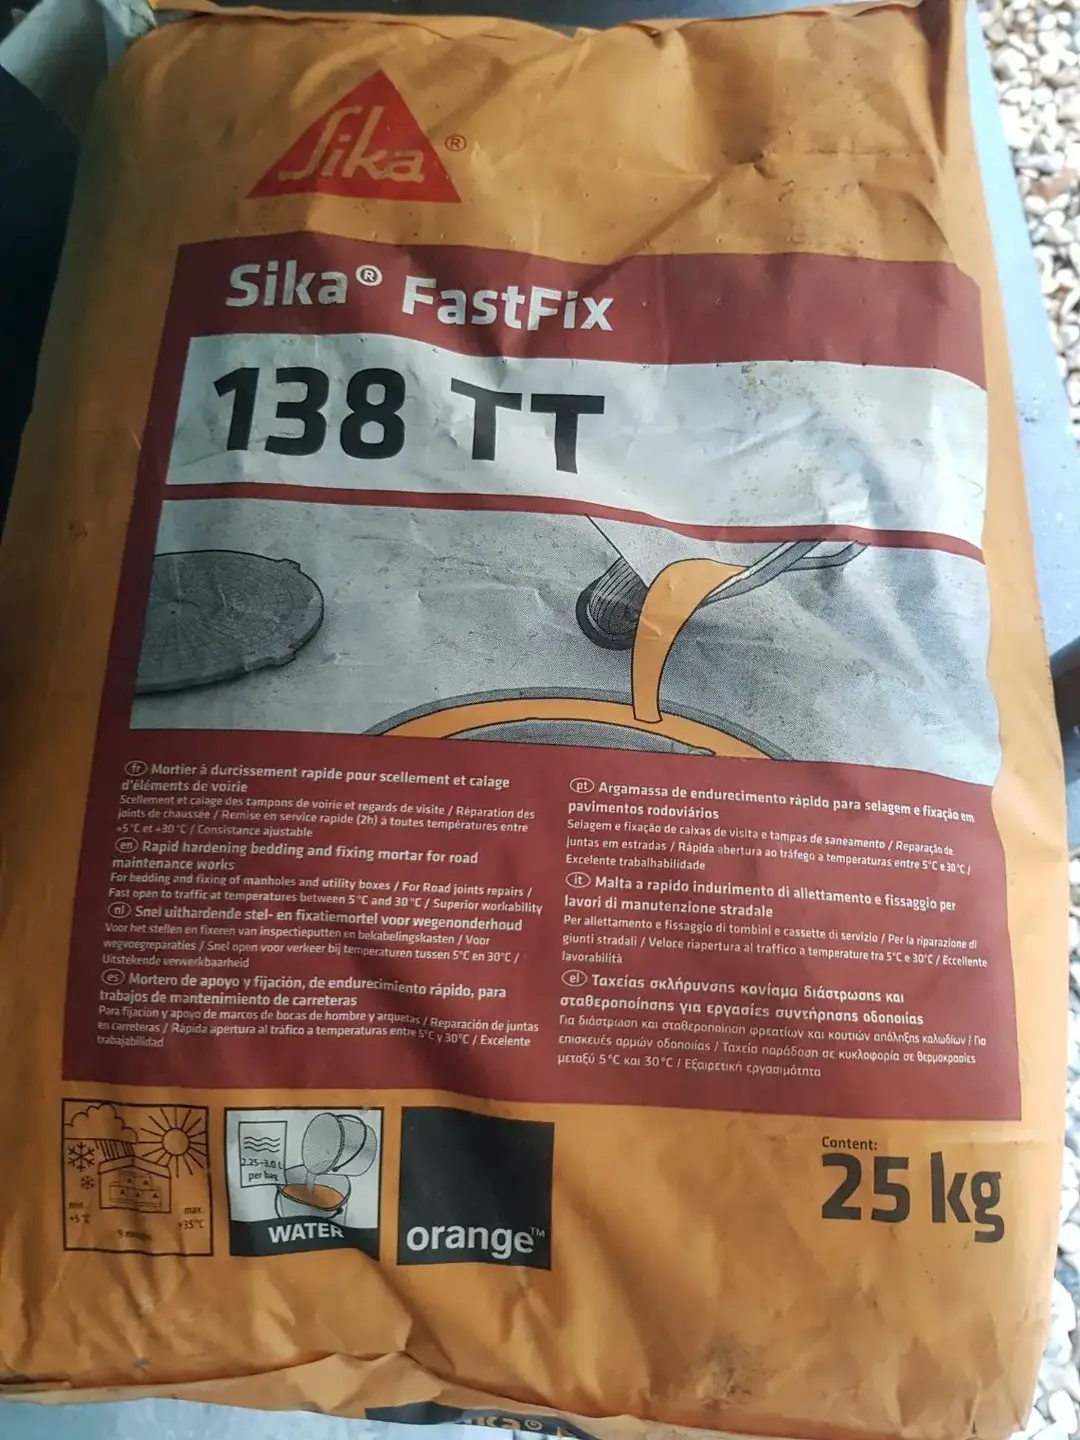 Sika®
Sika® FastFix
138 TT
fr Mortier à durcissement rapide pour scellement et calage
d'éléments de voirie
Scellement et calage des tampons de voirie et regards de visite / Réparation des
joints de chaussée / Remise en service rapide (2h) à toutes températures entre
+5°C et +30°C / Consistance ajustable
en Rapid hardening bedding and fixing mortar for road
maintenance works
For bedding and fixing of manholes and utility boxes / For Road joints repairs /
Fast open to traffic at temperatures between 5°C and 30°C / Superior workability
nl Snel uithardende stel- en fixatiemortel voor wegenonderhoud
Voor het stellen en fixeren van inspectieputten en bekabelingskasten / Voor
wegvoegreparaties / Snel open voor verkeer bij temperaturen tussen 5°C en 30°C /
Uitstekende verwerkbaarheid
es Mortero de apoyo y fijación, de endurecimiento rápido, para
trabajos de mantenimiento de carreteras
Para fijación y apoyo de marcos de bocas de hombre y arquetas / Reparación de juntas
en carreteras / Rápida apertura al tráfico a temperaturas entre 5°C y 30°C / Excelente
trabajabilidad
pt Argamassa de endurecimento rápido para selagem e fixação em
pavimentos rodoviários
Selagem e fixação de caixas de visita e tampas de saneamento / Reparação de
juntas em estradas / Rápida abertura ao tráfego a temperaturas entre 5°C e 30°C /
Excelente trabalhabilidade
it Malta a rapido indurimento di allettamento e fissaggio per
lavori di manutenzione stradale
Per allettamento e fissaggio di tombini e cassette di servizio / Per la riparazione di
giunti stradali / Veloce riapertura al traffico a temperature tra 5°C e 30°C / Eccellente
lavorabilità
el Ταχείας σκλήρυνσης κονίαμα διάστρωσης και
σταθεροποίησης για εργασίες συντήρησης οδοποιίας
Για διάστρωση και σταθεροποίηση φρεατίων και κουτιών απόληξης καλωδίων / Για
επισκευές αρμών οδοποιίας / Ταχεία παράδοση σε κυκλοφορία σε θερμοκρασίες
μεταξύ 5°C και 30°C / Εξαιρετική εργασιμότητα
min.
+5°C
max.
+35°C
2,25-3,0 L
per bag
WATER
orange™
Content:
25 kg